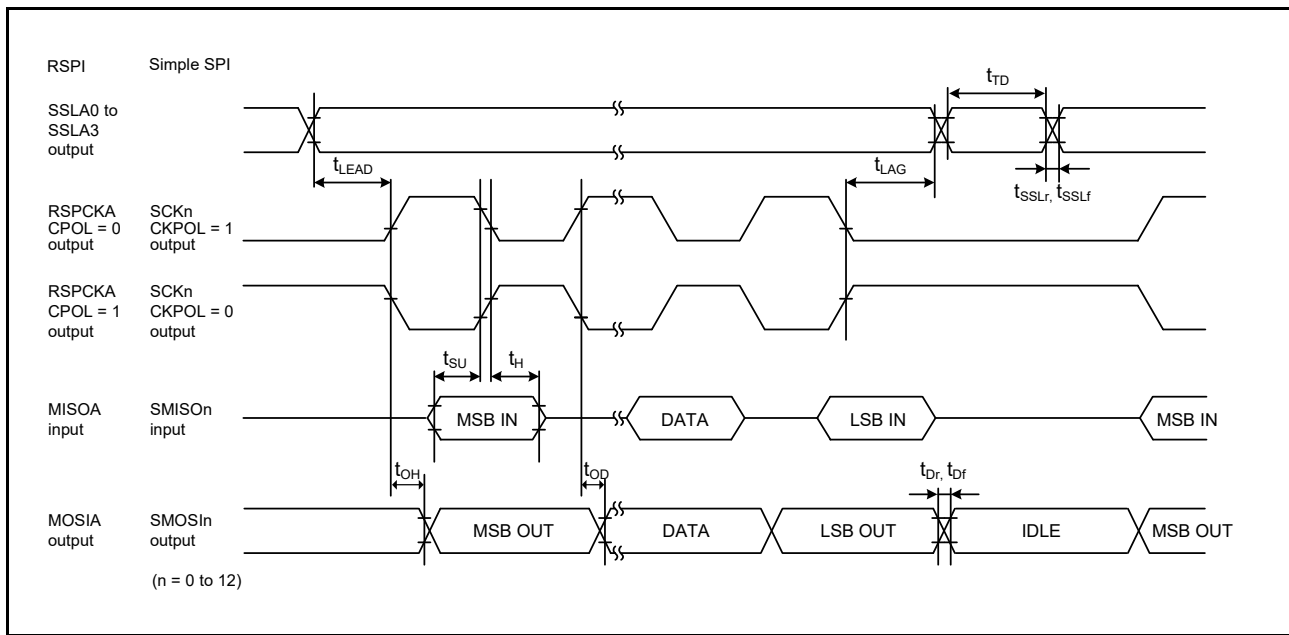 RSPI Simple SPI
SSLA0 to
SSLA3
output
tTD
tLEAD
tLAG
tSSLr, tSSLf
RSPCKA SCKn
CPOL = 0 CKPOL = 1
output output
RSPCKA SCKn
CPOL = 1 CKPOL = 0
output output
tSU tH
MISOA SMISOn
input input
MSB IN DATA LSB IN MSB IN
tOH tOD tDr, tDf
MOSIA SMOSIn
output output
MSB OUT DATA LSB OUT IDLE MSB OUT
(n = 0 to 12)